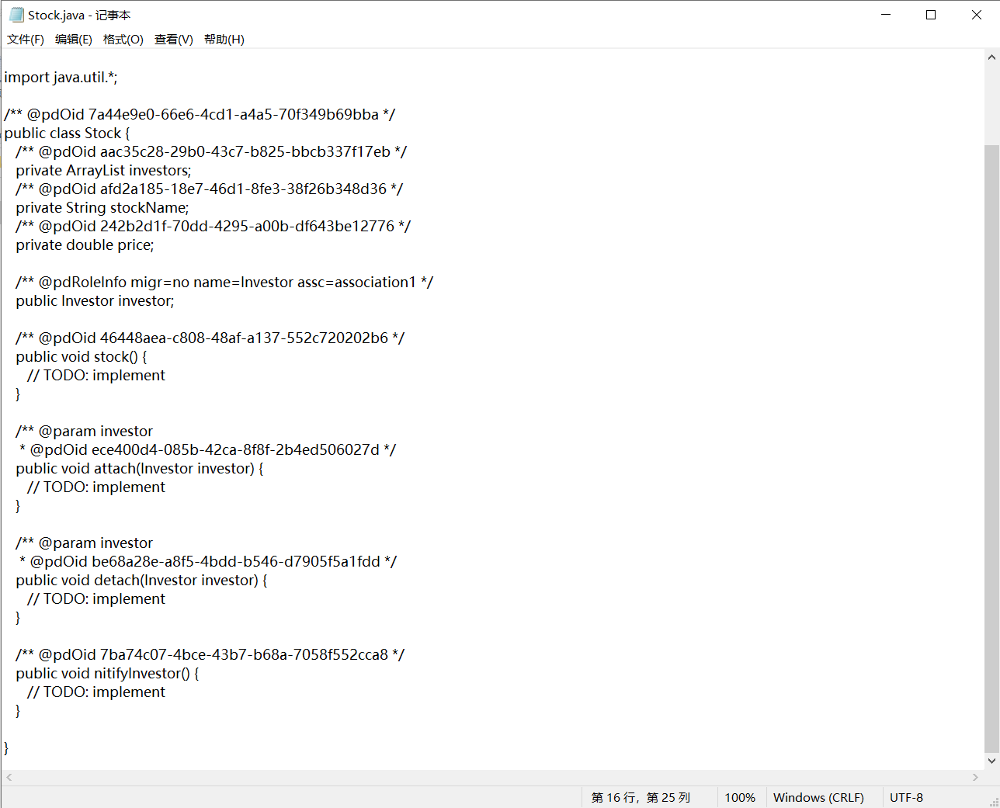 Stock.java - 记事本
文件(F) 编辑(E) 格式(O) 查看(V) 帮助(H)
import java.util.*;
/** @pdOid 7a44e9e0-66e6-4cd1-a4a5-70f349b69bba */
public class Stock {
/** @pdOid aac35c28-29b0-43c7-b825-bbcb337f17eb */
private ArrayList investors;
/** @pdOid afd2a185-18e7-46d1-8fe3-38f26b348d36 */
private String stockName;
/** @pdOid 242b2d1f-70dd-4295-a00b-df643be12776 */
private double price;
/** @pdRoleInfo migr=no name=Investor assc=association1 */
public Investor investor;
/** @pdOid 46448aea-c808-48af-a137-552c720202b6 */
public void stock() {
// TODO: implement
}
/** @param investor
* @pdOid ece400d4-085b-42ca-8f8f-2b4ed506027d */
public void attach(Investor investor) {
// TODO: implement
}
/** @param investor
* @pdOid be68a28e-a8f5-4bdd-b546-d7905f5a1fdd */
public void detach(Investor investor) {
// TODO: implement
}
/** @pdOid 7ba74c07-4bce-43b7-b68a-7058f552cca8 */
public void nitifyInvestor() {
// TODO: implement
}
}
第 16 行，第 25 列 100% Windows (CRLF) UTF-8